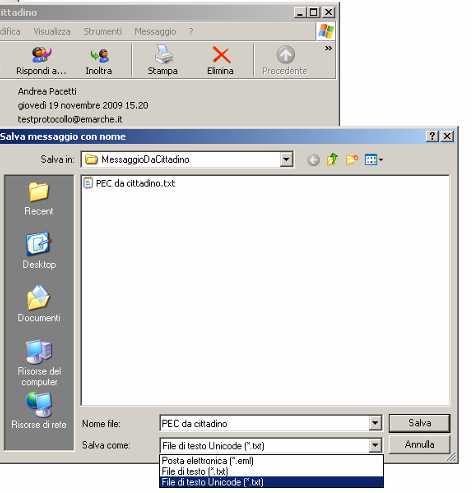 ittadino
difica Visualizza Strumenti Messaggio ?
Rispondi a... Inoltra Stampa Elimina Precedente
»
Andrea Pacetti
giovedì 19 novembre 2009 15.20
testprotocollo@emarche.it
Salva messaggio con nome
Salva in: MessaggioDaCittadino
PEC da cittadino.txt
Recent
Desktop
Documenti
Risorse del
computer
Risorse di rete
Nome file: PEC da cittadino Salva
Salva come: File di testo Unicode (*.txt) Annulla
Posta elettronica (*.eml)
File di testo (*.txt)
File di testo Unicode (*.txt)